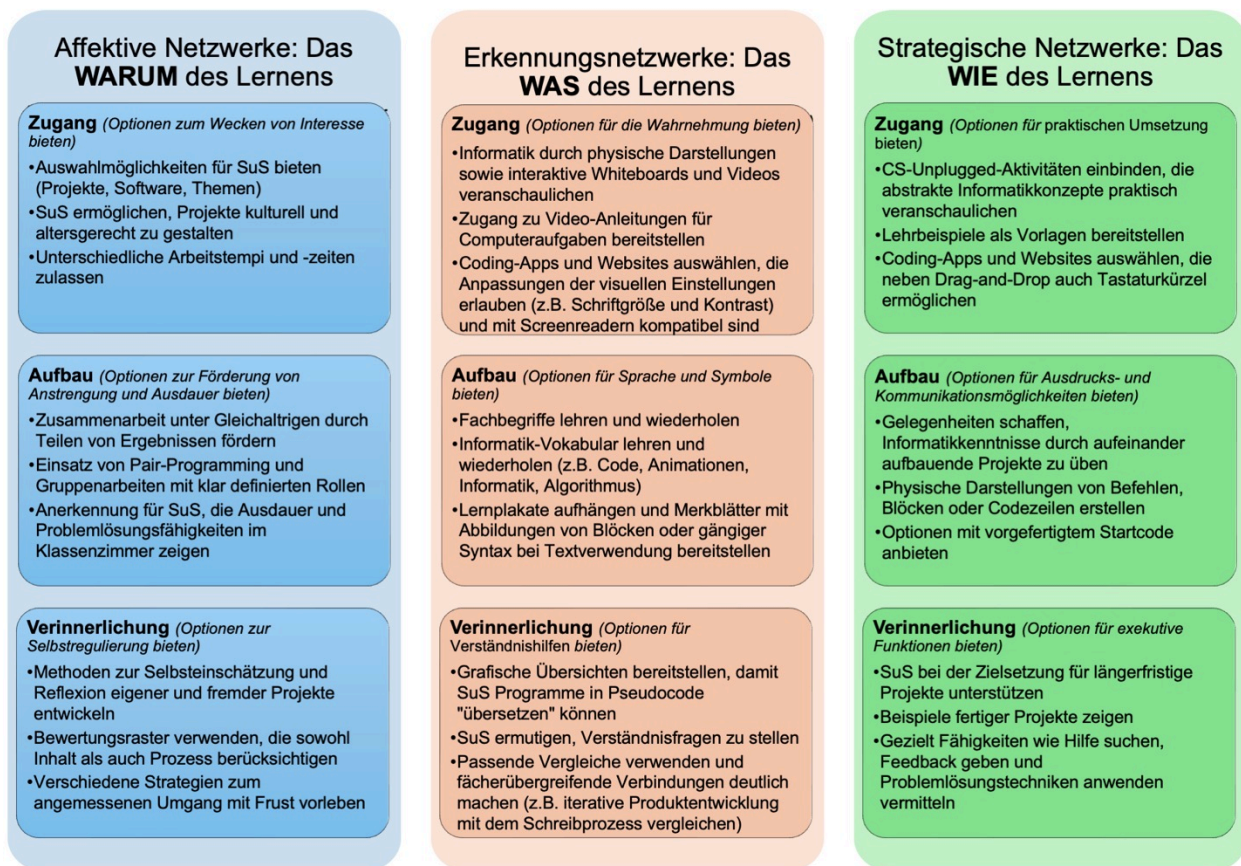 Affektive Netzwerke: Das
WARUM des Lernens
Zugang (Optionen zum Wecken von Interesse
bieten)
•Auswahlmöglichkeiten für SuS bieten
(Projekte, Software, Themen)
•SuS ermöglichen, Projekte kulturell und
altersgerecht zu gestalten
•Unterschiedliche Arbeitstempi und -zeiten
zulassen
Aufbau (Optionen zur Förderung von
Anstrengung und Ausdauer bieten)
•Zusammenarbeit unter Gleichaltrigen durch
Teilen von Ergebnissen fördern
•Einsatz von Pair-Programming und
Gruppenarbeiten mit klar definierten Rollen
•Anerkennung für SuS, die Ausdauer und
Problemlösungsfähigkeiten im
Klassenzimmer zeigen
Verinnerlichung (Optionen zur
Selbstregulierung bieten)
•Methoden zur Selbsteinschätzung und
Reflexion eigener und fremder Projekte
entwickeln
•Bewertungsraster verwenden, die sowohl
Inhalt als auch Prozess berücksichtigen
•Verschiedene Strategien zum
angemessenen Umgang mit Frust vorleben
Erkennungsnetzwerke: Das
WAS des Lernens
Zugang (Optionen für die Wahrnehmung bieten)
•Informatik durch physische Darstellungen
sowie interaktive Whiteboards und Videos
veranschaulichen
•Zugang zu Video-Anleitungen für
Computeraufgaben bereitstellen
•Coding-Apps und Websites auswählen, die
Anpassungen der visuellen Einstellungen
erlauben (z.B. Schriftgröße und Kontrast)
und mit Screenreadern kompatibel sind
Aufbau (Optionen für Sprache und Symbole
bieten)
•Fachbegriffe lehren und wiederholen
•Informatik-Vokabular lehren und
wiederholen (z.B. Code, Animationen,
Informatik, Algorithmus)
•Lernplakate aufhängen und Merkblätter mit
Abbildungen von Blöcken oder gängiger
Syntax bei Textverwendung bereitstellen
Verinnerlichung (Optionen für
Verständnishilfen bieten)
•Grafische Übersichten bereitstellen, damit
SuS Programme in Pseudocode
"übersetzen" können
•SuS ermutigen, Verständnisfragen zu stellen
•Passende Vergleiche verwenden und
fächerübergreifende Verbindungen deutlich
machen (z.B. iterative Produktentwicklung
mit dem Schreibprozess vergleichen)
Strategische Netzwerke: Das
WIE des Lernens
Zugang (Optionen für praktischen Umsetzung
bieten)
•CS-Unplugged-Aktivitäten einbinden, die
abstrakte Informatikkonzepte praktisch
veranschaulichen
•Lehrbeispiele als Vorlagen bereitstellen
•Coding-Apps und Websites auswählen, die
neben Drag-and-Drop auch Tastaturkürzel
ermöglichen
Aufbau (Optionen für Ausdrucks- und
Kommunikationsmöglichkeiten bieten)
•Gelegenheiten schaffen,
Informatikkenntnisse durch aufeinander
aufbauende Projekte zu üben
•Physische Darstellungen von Befehlen,
Blöcken oder Codezeilen erstellen
•Optionen mit vorgefertigtem Startcode
anbieten
Verinnerlichung (Optionen für exekutive
Funktionen bieten)
•SuS bei der Zielsetzung für längerfristige
Projekte unterstützen
•Beispiele fertiger Projekte zeigen
•Gezielt Fähigkeiten wie Hilfe suchen,
Feedback geben und
Problemlösungstechniken anwenden
vermitteln